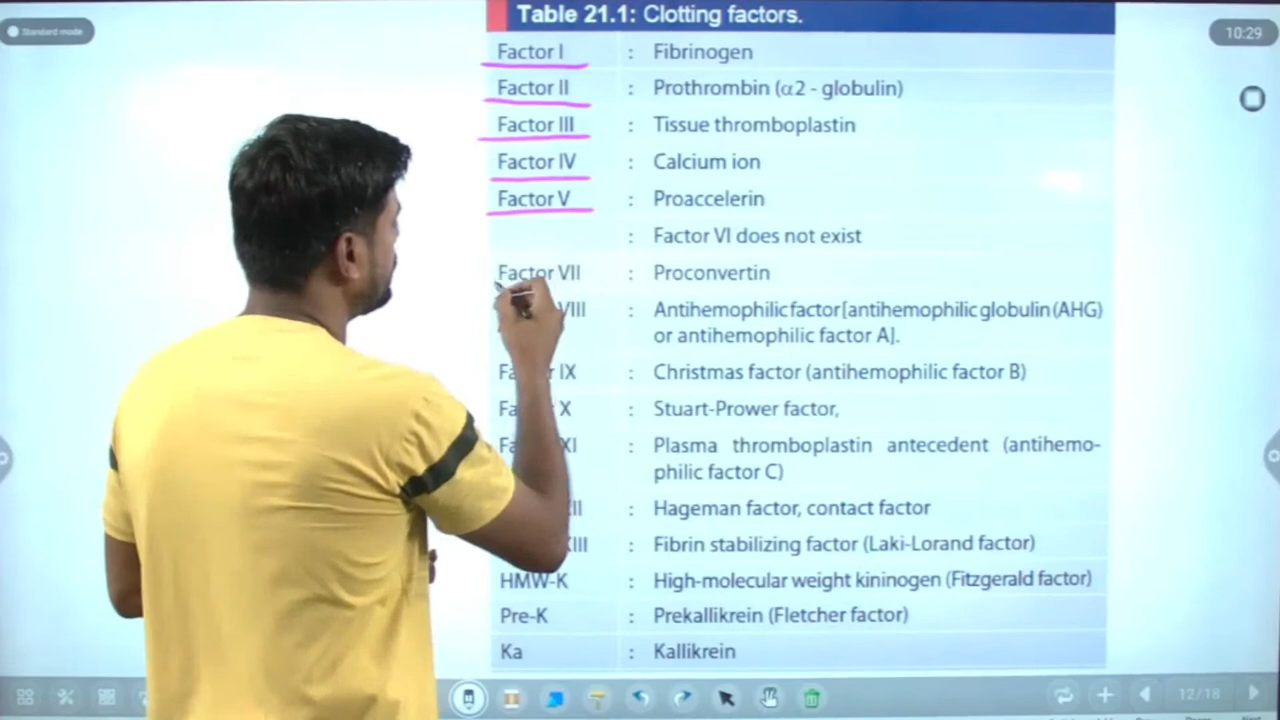 Standard mode
10:29
Table 21.1: Clotting factors.
Factor I : Fibrinogen
Factor II : Prothrombin (α2 - globulin)
Factor III : Tissue thromboplastin
Factor IV : Calcium ion
Factor V : Proaccelerin
: Factor VI does not exist
Factor VII : Proconvertin
VIII : Antihemophilic factor [antihemophilic globulin (AHG)
or antihemophilic factor A].
IX : Christmas factor (antihemophilic factor B)
X : Stuart-Prower factor,
XI : Plasma thromboplastin antecedent (antihemo-
philic factor C)
: Hageman factor, contact factor
XIII : Fibrin stabilizing factor (Laki-Lorand factor)
HMW-K : High-molecular weight kininogen (Fitzgerald factor)
Pre-K : Prekallikrein (Fletcher factor)
Ka : Kallikrein
12/18